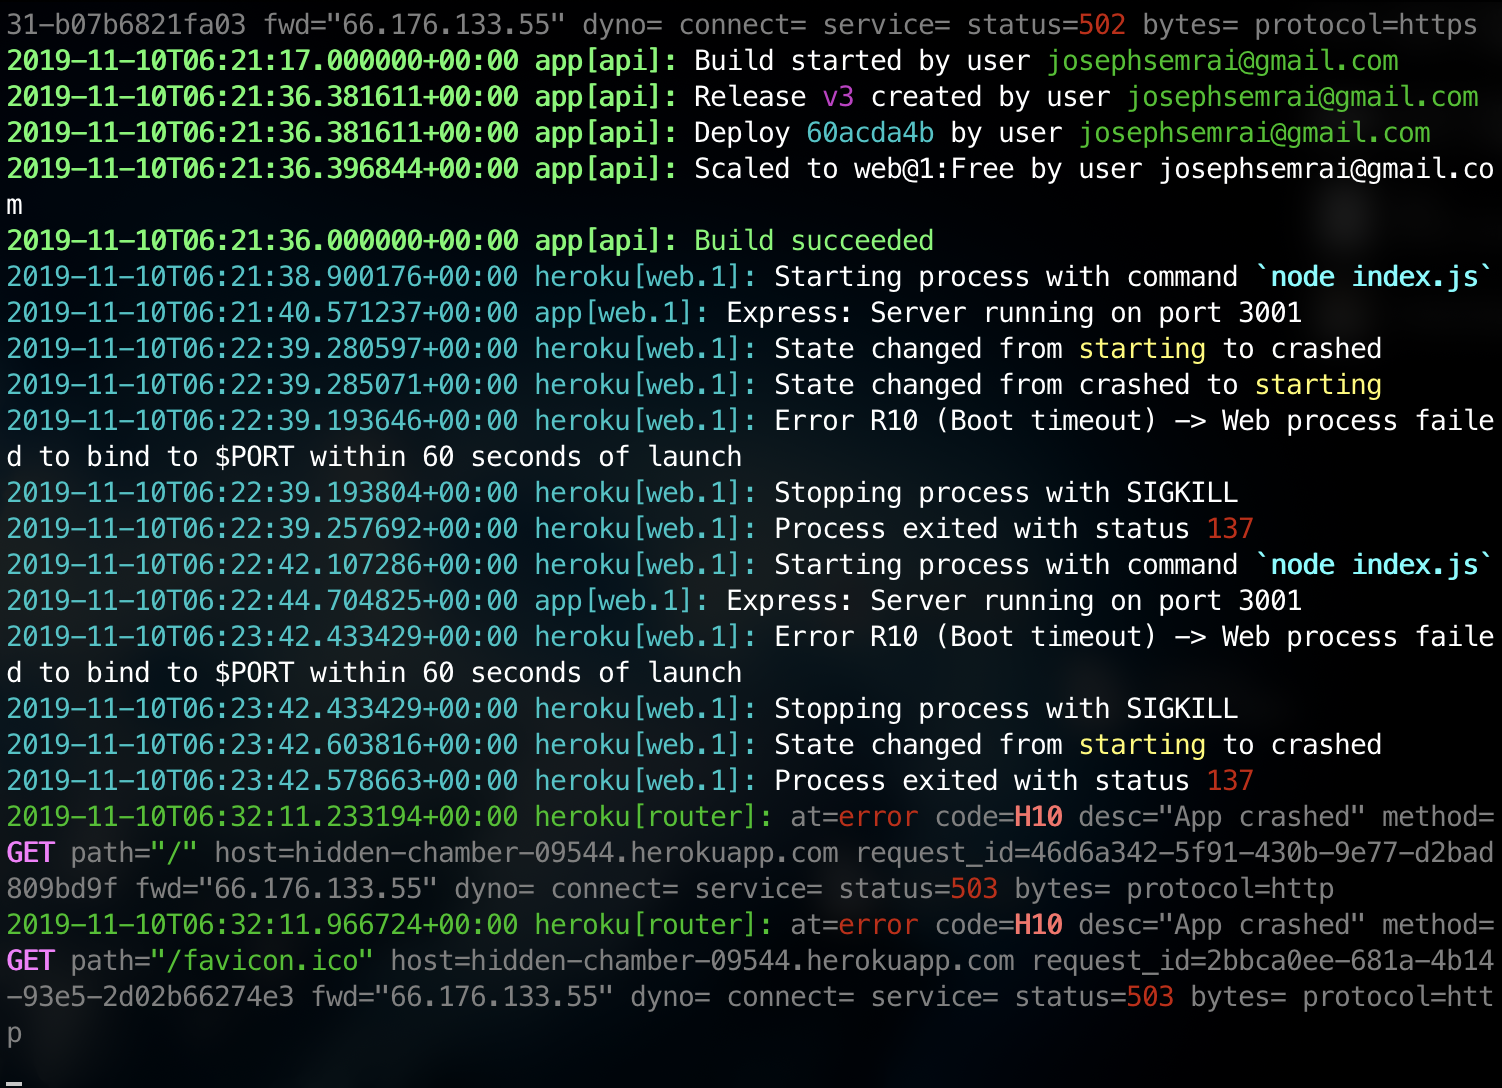 31-b07b6821fa03 fwd="66.176.133.55" dyno= connect= service= status=502 bytes= protocol=https
2019-11-10T06:21:17.000000+00:00 app[api]: Build started by user josephsemrai@gmail.com
2019-11-10T06:21:36.381611+00:00 app[api]: Release v3 created by user josephsemrai@gmail.com
2019-11-10T06:21:36.381611+00:00 app[api]: Deploy 60acda4b by user josephsemrai@gmail.com
2019-11-10T06:21:36.396844+00:00 app[api]: Scaled to web@1:Free by user josephsemrai@gmail.co
m
2019-11-10T06:21:36.000000+00:00 app[api]: Build succeeded
2019-11-10T06:21:38.900176+00:00 heroku[web.1]: Starting process with command `node index.js`
2019-11-10T06:21:40.571237+00:00 app[web.1]: Express: Server running on port 3001
2019-11-10T06:22:39.280597+00:00 heroku[web.1]: State changed from starting to crashed
2019-11-10T06:22:39.285071+00:00 heroku[web.1]: State changed from crashed to starting
2019-11-10T06:22:39.193646+00:00 heroku[web.1]: Error R10 (Boot timeout) -> Web process faile
d to bind to $PORT within 60 seconds of launch
2019-11-10T06:22:39.193804+00:00 heroku[web.1]: Stopping process with SIGKILL
2019-11-10T06:22:39.257692+00:00 heroku[web.1]: Process exited with status 137
2019-11-10T06:22:42.107286+00:00 heroku[web.1]: Starting process with command `node index.js`
2019-11-10T06:22:44.704825+00:00 app[web.1]: Express: Server running on port 3001
2019-11-10T06:23:42.433429+00:00 heroku[web.1]: Error R10 (Boot timeout) -> Web process faile
d to bind to $PORT within 60 seconds of launch
2019-11-10T06:23:42.433429+00:00 heroku[web.1]: Stopping process with SIGKILL
2019-11-10T06:23:42.603816+00:00 heroku[web.1]: State changed from starting to crashed
2019-11-10T06:23:42.578663+00:00 heroku[web.1]: Process exited with status 137
2019-11-10T06:32:11.233194+00:00 heroku[router]: at=error code=H10 desc="App crashed" method=
GET path="/" host=hidden-chamber-09544.herokuapp.com request_id=46d6a342-5f91-430b-9e77-d2bad
809bd9f fwd="66.176.133.55" dyno= connect= service= status=503 bytes= protocol=http
2019-11-10T06:32:11.966724+00:00 heroku[router]: at=error code=H10 desc="App crashed" method=
GET path="/favicon.ico" host=hidden-chamber-09544.herokuapp.com request_id=2bbca0ee-681a-4b14
-93e5-2d02b66274e3 fwd="66.176.133.55" dyno= connect= service= status=503 bytes= protocol=htt
p